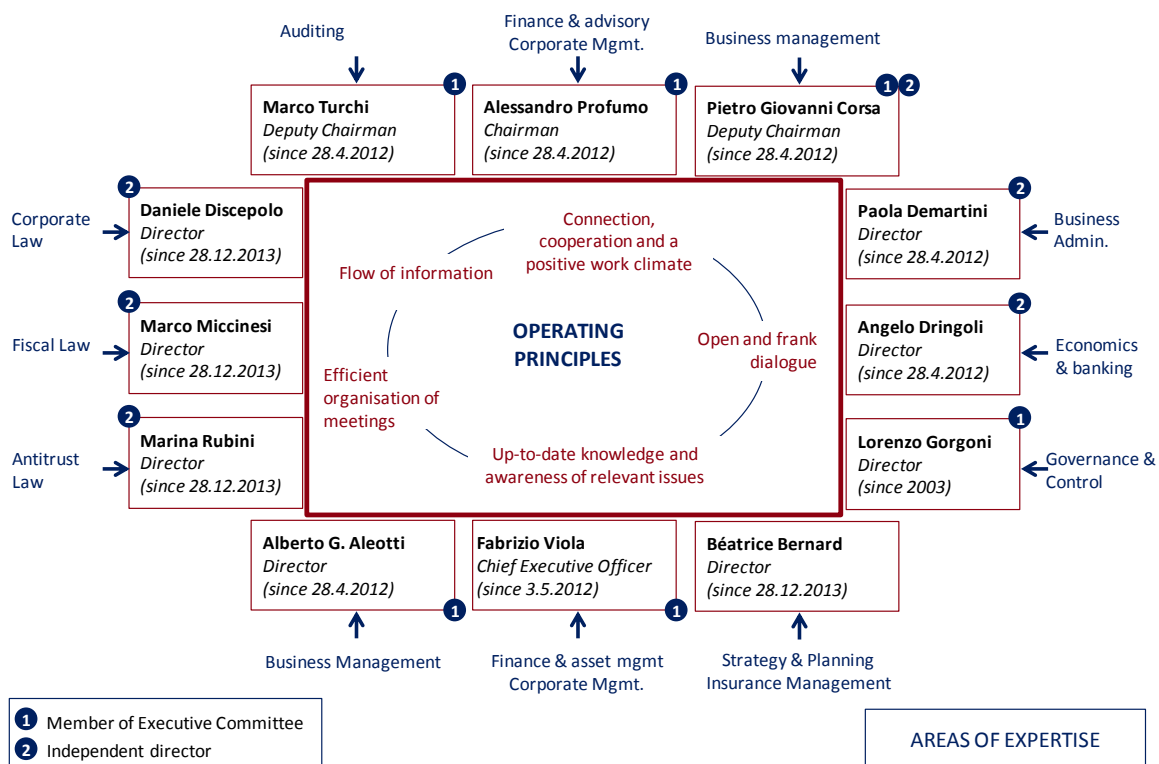 Auditing
Finance & advisory
Corporate Mgmt.
Business management
1
1
1 2
Marco Turchi
Deputy Chairman
(since 28.4.2012)
Alessandro Profumo
Chairman
(since 28.4.2012)
Pietro Giovanni Corsa
Deputy Chairman
(since 28.4.2012)
Corporate
Law
2
Daniele Discepolo
Director
(since 28.12.2013)
Fiscal Law
2
Marco Miccinesi
Director
(since 28.12.2013)
Antitrust
Law
2
Marina Rubini
Director
(since 28.12.2013)
Connection,
cooperation and a
positive work climate
Flow of information
OPERATING
PRINCIPLES
Open and frank
dialogue
Efficient
organisation of
meetings
Up-to-date knowledge and
awareness of relevant issues
2
Paola Demartini
Director
(since 28.4.2012)
Business
Admin.
2
Angelo Dringoli
Director
(since 28.4.2012)
Economics
& banking
1
Lorenzo Gorgoni
Director
(since 2003)
Governance &
Control
Alberto G. Aleotti
Director
(since 28.4.2012)
1
Fabrizio Viola
Chief Executive Officer
(since 3.5.2012)
1
Béatrice Bernard
Director
(since 28.12.2013)
Business Management
Finance & asset mgmt
Corporate Mgmt.
Strategy & Planning
Insurance Management
1 Member of Executive Committee
2 Independent director
AREAS OF EXPERTISE